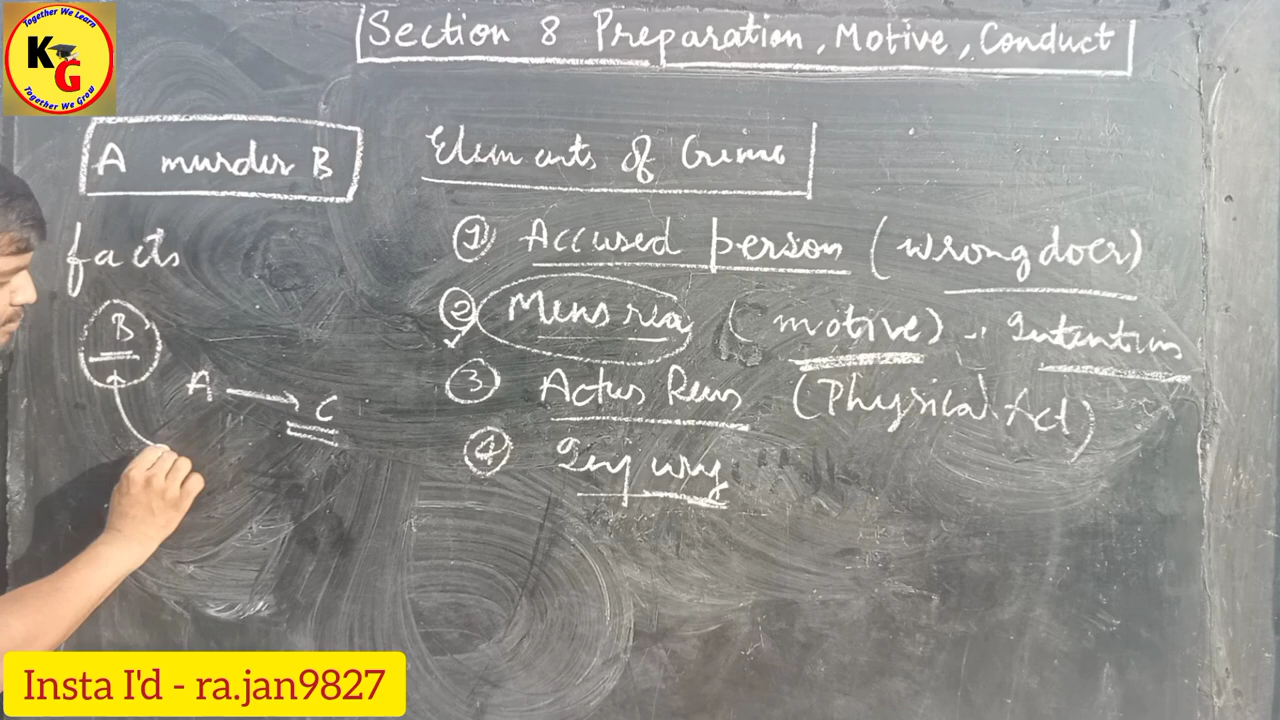 Together We Learn
KG
Together We Grow
Section 8 Preparation, Motive, Conduct
A murder B
Elements of Crime
facts
① Accused person (wrongdoer)
② Mens rea (motive) Intention
③ Actus Reus (Physical Act)
④ Injury
B
A → C
Insta I'd - ra.jan9827